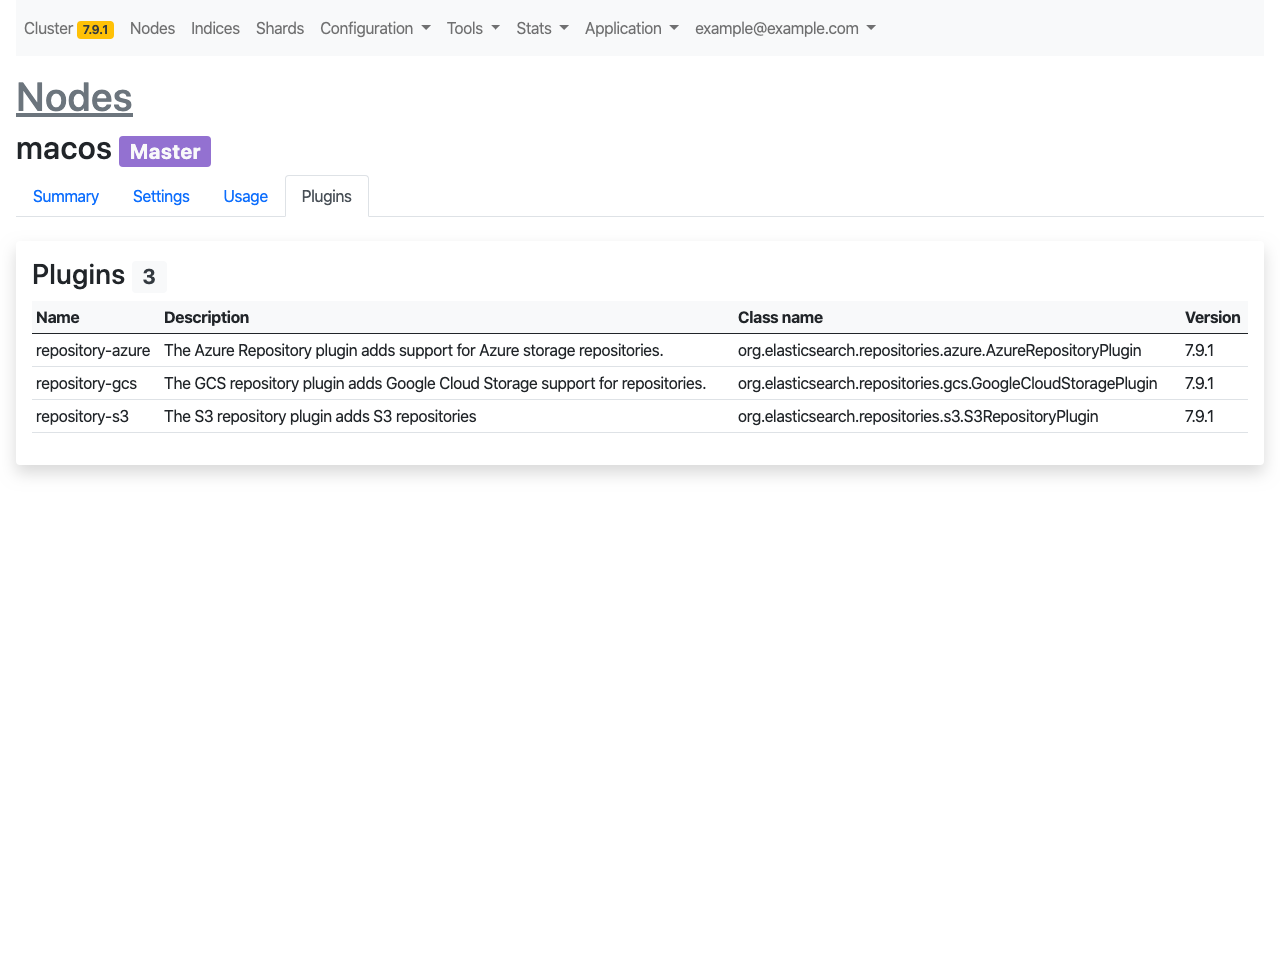 Cluster 7.9.1 Nodes Indices Shards Configuration Tools Stats Application example@example.com
Nodes
macos Master
Summary Settings Usage Plugins
Plugins 3
Name Description Class name Version
repository-azure The Azure Repository plugin adds support for Azure storage repositories. org.elasticsearch.repositories.azure.AzureRepositoryPlugin 7.9.1
repository-gcs The GCS repository plugin adds Google Cloud Storage support for repositories. org.elasticsearch.repositories.gcs.GoogleCloudStoragePlugin 7.9.1
repository-s3 The S3 repository plugin adds S3 repositories org.elasticsearch.repositories.s3.S3RepositoryPlugin 7.9.1